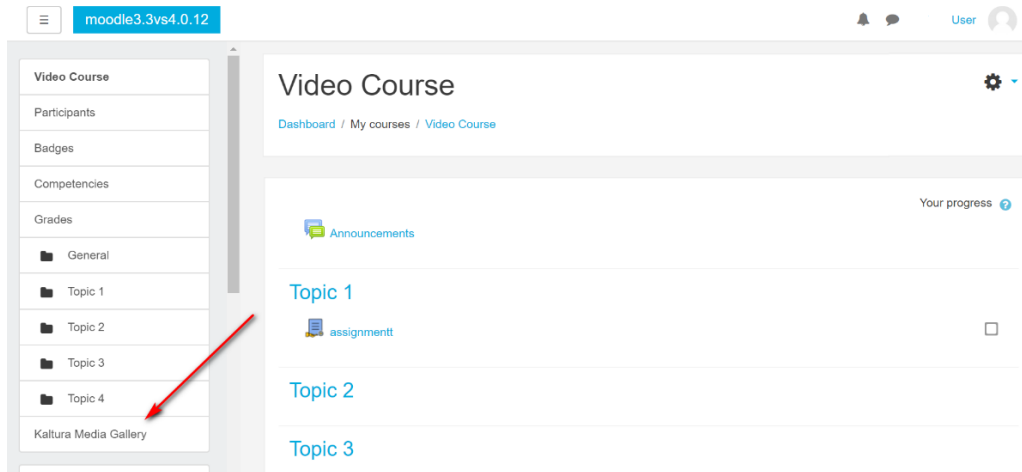 moodle3.3vs4.0.12
User
Video Course
Participants
Badges
Competencies
Grades
General
Topic 1
Topic 2
Topic 3
Topic 4
Kaltura Media Gallery
Video Course
Dashboard / My courses / Video Course
Your progress
Announcements
Topic 1
assignmentt
Topic 2
Topic 3